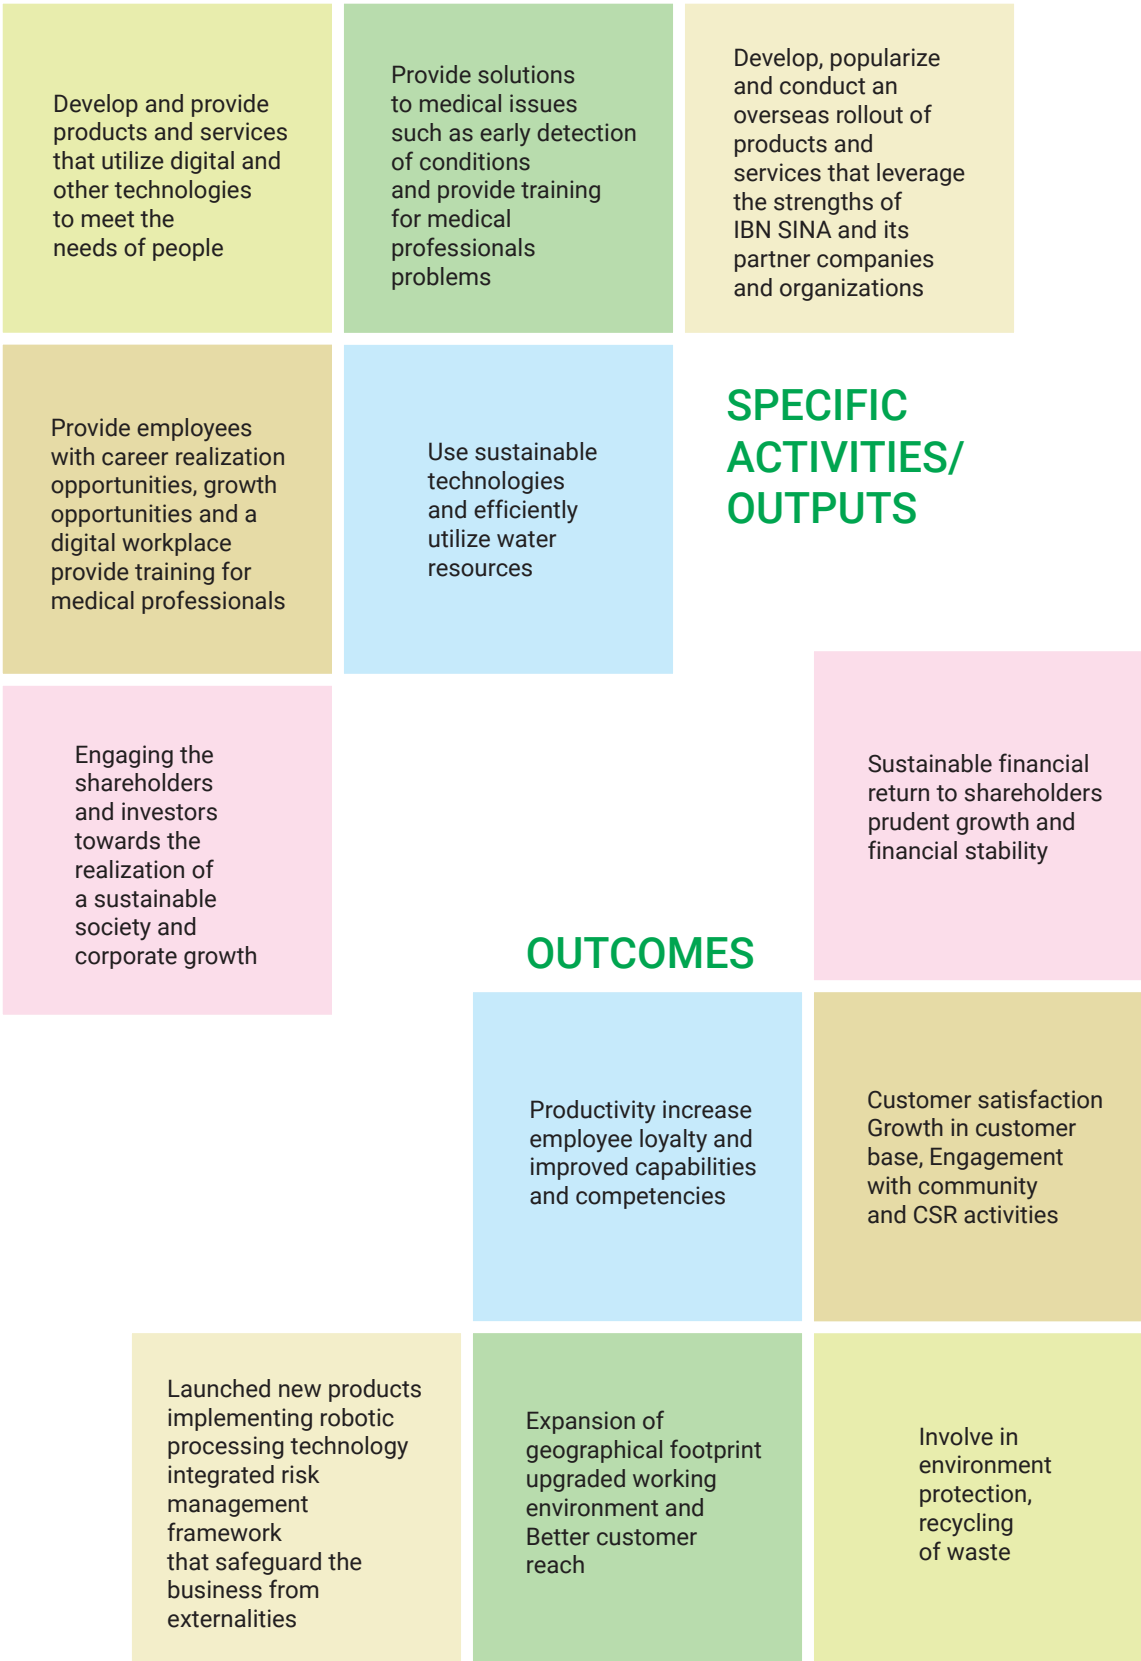 Develop and provide
products and services
that utilize digital and
other technologies
to meet the
needs of people
Provide solutions
to medical issues
such as early detection
of conditions
and provide training
for medical
professionals
problems
Develop, popularize
and conduct an
overseas rollout of
products and
services that leverage
the strengths of
IBN SINA and its
partner companies
and organizations
Provide employees
with career realization
opportunities, growth
opportunities and a
digital workplace
provide training for
medical professionals
Use sustainable
technologies
and efficiently
utilize water
resources
SPECIFIC
ACTIVITIES/
OUTPUTS
Engaging the
shareholders
and investors
towards the
realization of
a sustainable
society and
corporate growth
Sustainable financial
return to shareholders
prudent growth and
financial stability
OUTCOMES
Productivity increase
employee loyalty and
improved capabilities
and competencies
Customer satisfaction
Growth in customer
base, Engagement
with community
and CSR activities
Launched new products
implementing robotic
processing technology
integrated risk
management
framework
that safeguard the
business from
externalities
Expansion of
geographical footprint
upgraded working
environment and
Better customer
reach
Involve in
environment
protection,
recycling
of waste